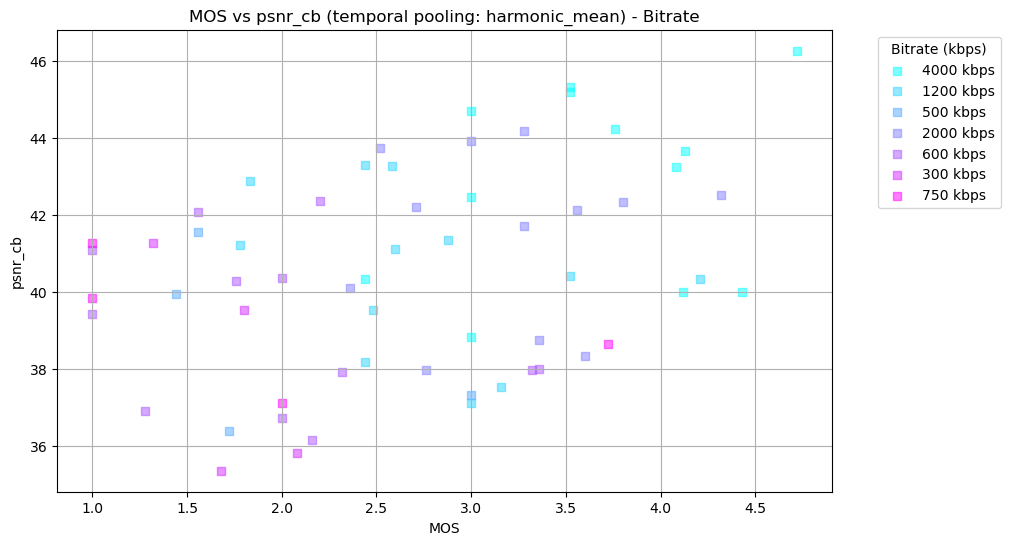 MOS vs psnr_cb (temporal pooling: harmonic_mean) - Bitrate
Bitrate (kbps)
4000 kbps
1200 kbps
500 kbps
2000 kbps
600 kbps
300 kbps
750 kbps
psnr_cb
46
44
42
40
38
36
1.0 1.5 2.0 2.5 3.0 3.5 4.0 4.5
MOS